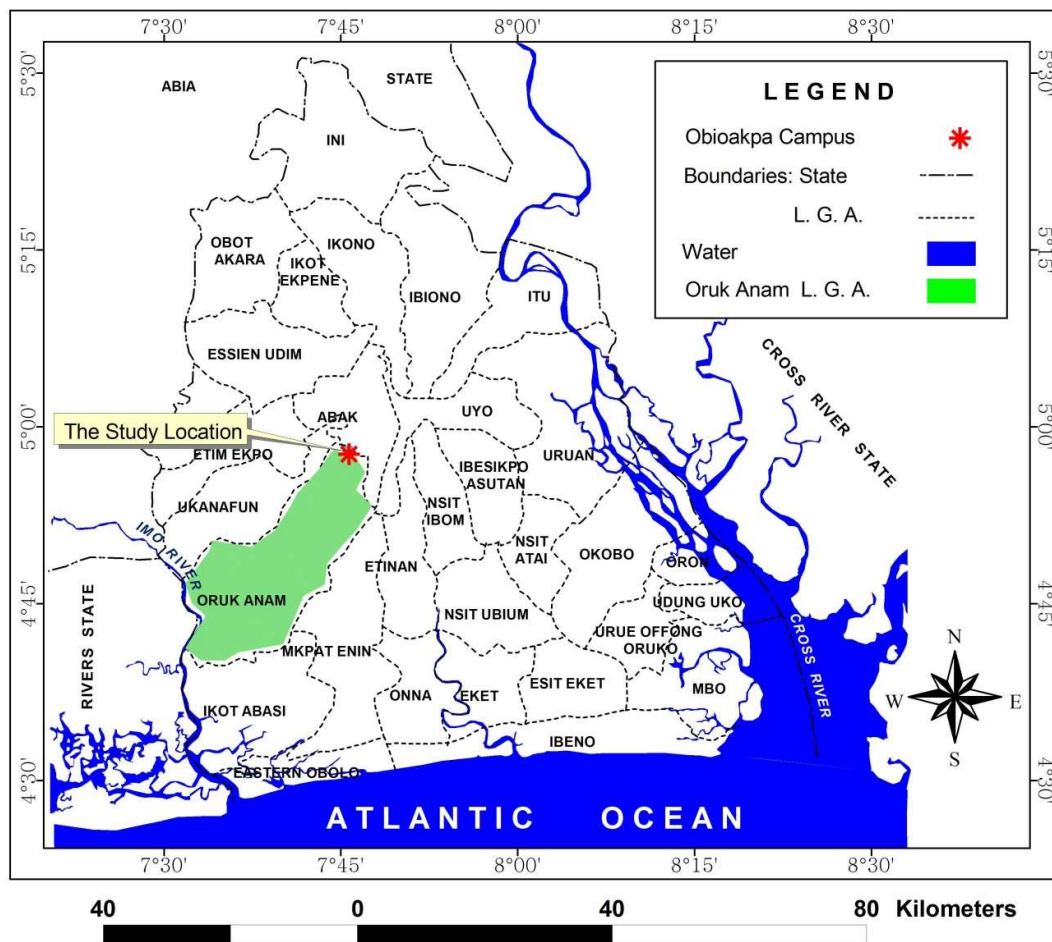 7°30'
7°45'
8°00'
8°15'
8°30'
5°30'
5°15'
5°00'
4°45'
4°30'
5°30'
5°15'
5°00'
4°45'
4°30'
ABIA
STATE
INI
OBOT
AKARA
IKONO
IKOT
EKPENE
IBIONO
ITU
ESSIEN UDIM
ABAK
UYO
The Study Location
ETIM EKPO
IBESIKPO
ASUTAN
URUAN
UKANAFUN
NSIT
IBOM
NSIT
ATAI
OKOBO
IMO RIVER
ETINAN
ORON
ORUK ANAM
NSIT UBIUM
UDUNG UKO
URUE OFFONG
ORUKO
RIVERS STATE
MKPAT ENIN
ONNA
EKET
ESIT EKET
MBO
IKOT ABASI
IBENO
EASTERN OBOLO
CROSS RIVER
CROSS RIVER STATE
ATLANTIC OCEAN
LEGEND
Obioakpa Campus
Boundaries: State
L. G. A.
Water
Oruk Anam L. G. A.
N
W
E
S
7°30'
7°45'
8°00'
8°15'
8°30'
40
0
40
80
Kilometers